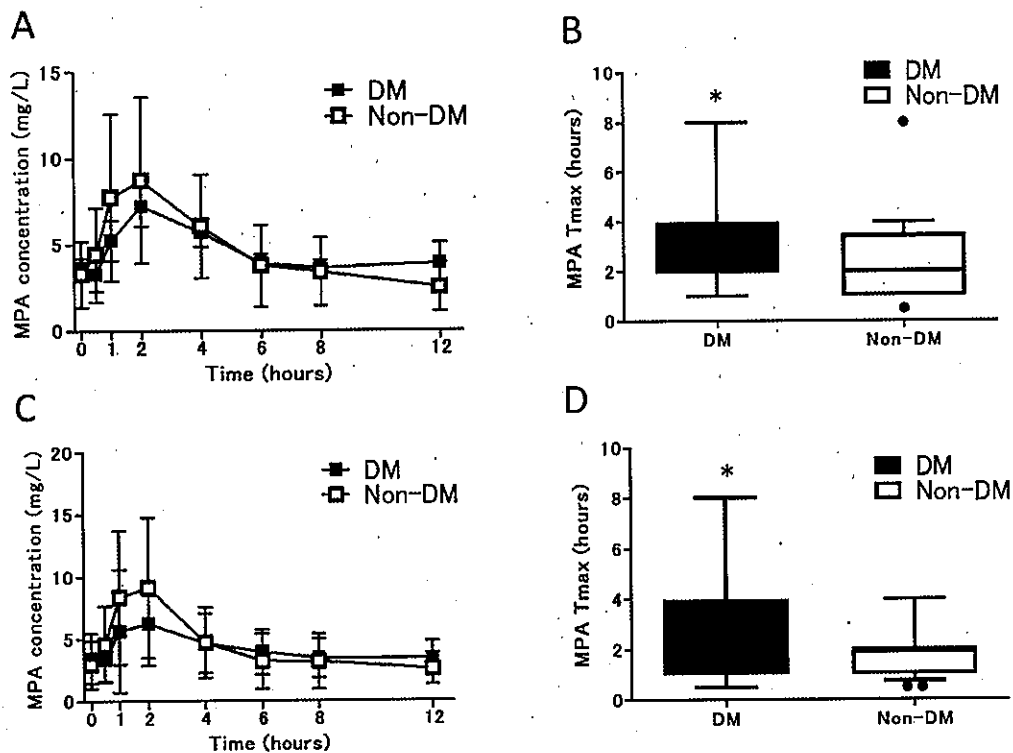 A
MPA concentration (mg/L)
15
10
5
0
DM
Non-DM
0 1 2 4 6 8 12
Time (hours)
B
MPA Tmax (hours)
10
8
6
4
2
0
*
DM
Non-DM
DM Non-DM
C
MPA concentration (mg/L)
20
15
10
5
0
DM
Non-DM
0 1 2 4 6 8 12
Time (hours)
D
MPA Tmax (hours)
10
8
6
4
2
0
*
DM
Non-DM
DM Non-DM